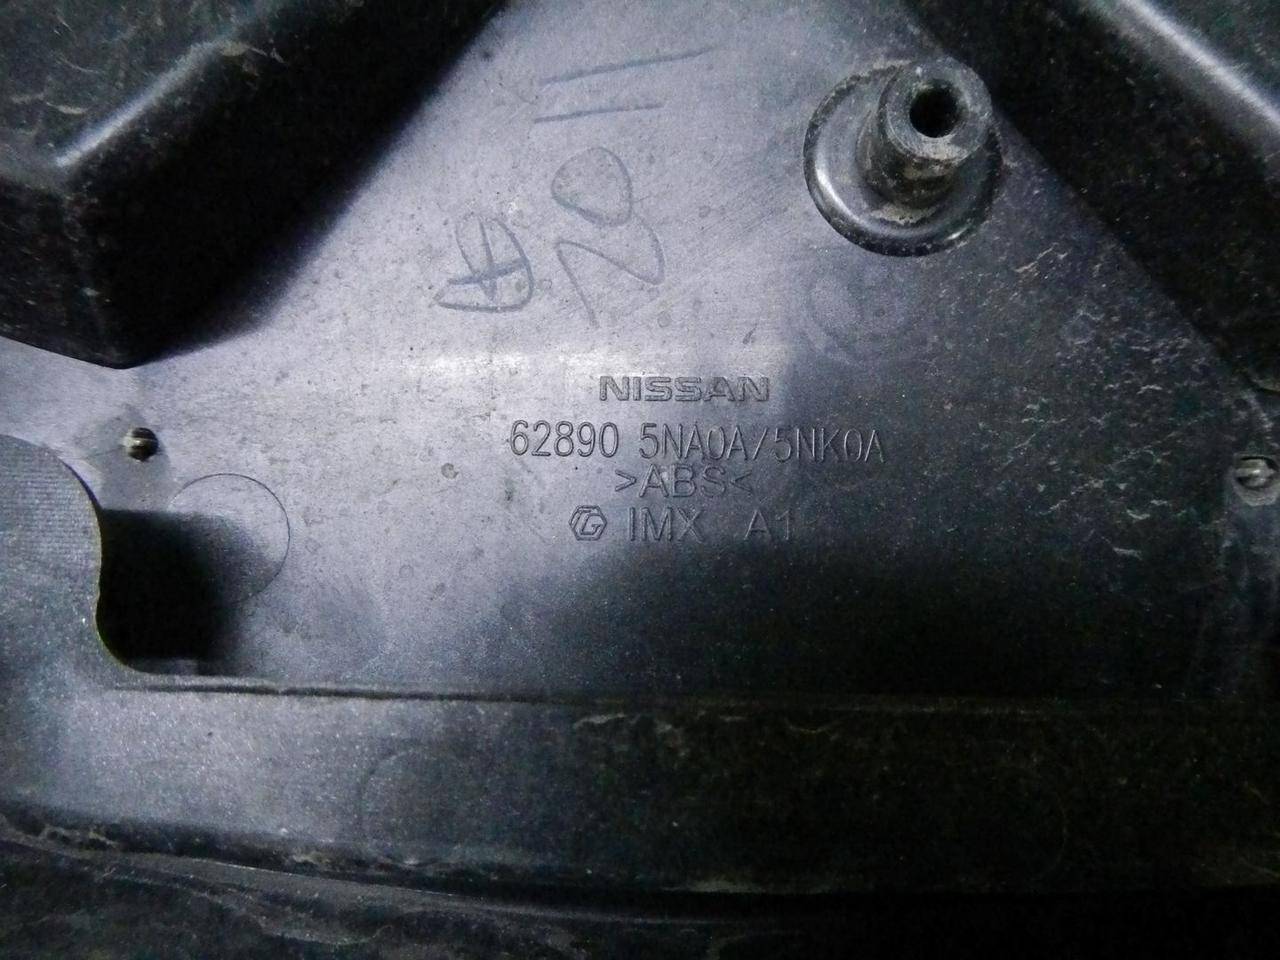 NISSAN
62890 5NA0A/5NK0A
>ABS<
IMX A1